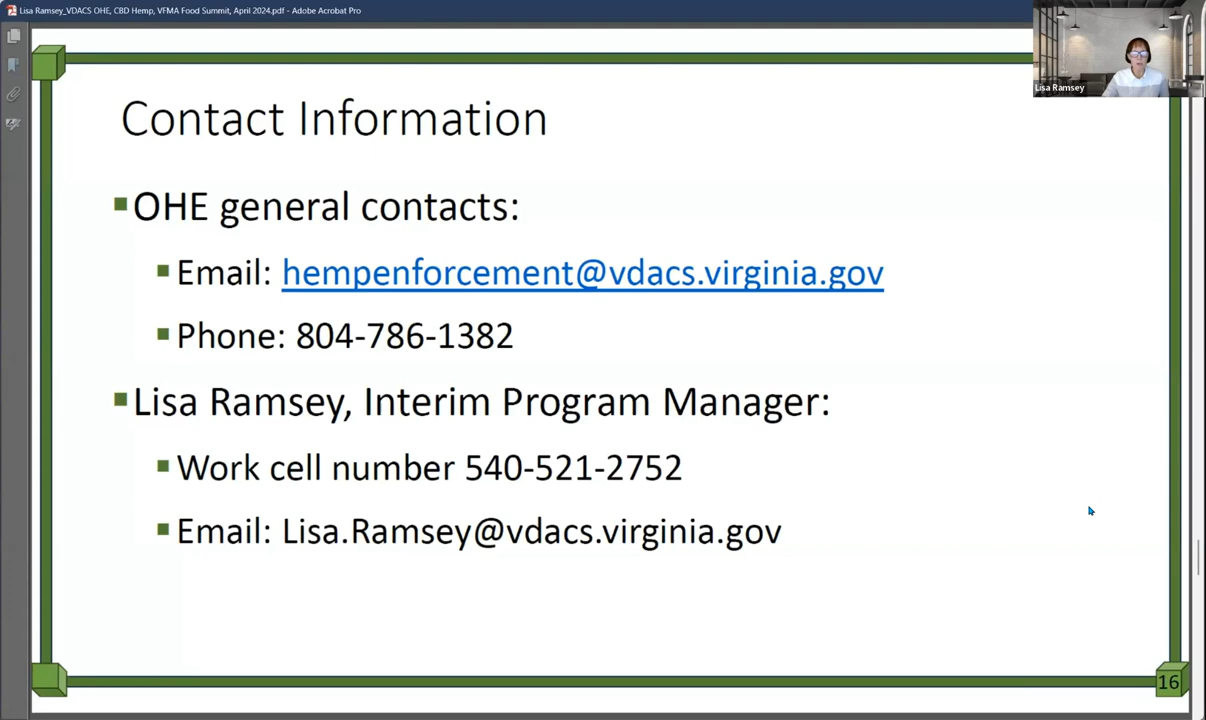 Lisa Ramsey_VDACS OHE, CBD Hemp, VFMA Food Summit, April 2024.pdf - Adobe Acrobat Pro
Lisa Ramsey
Contact Information
OHE general contacts:
Email: hempenforcement@vdacs.virginia.gov
Phone: 804-786-1382
Lisa Ramsey, Interim Program Manager:
Work cell number 540-521-2752
Email: Lisa.Ramsey@vdacs.virginia.gov
16